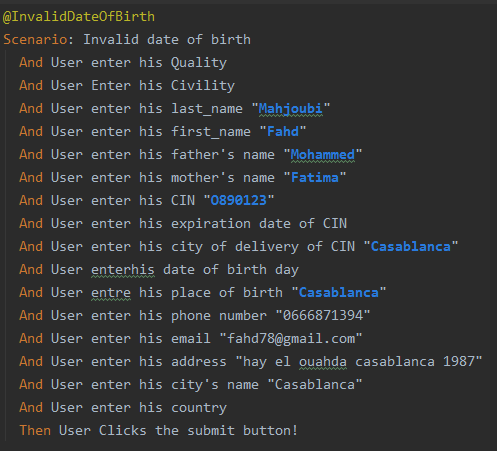 @InvalidDateOfBirth
Scenario: Invalid date of birth
And User enter his Quality
And User Enter his Civility
And User enter his last_name "Mahjoubi"
And User enter his first_name "Fahd"
And User enter his father's name "Mohammed"
And User enter his mother's name "Fatima"
And User enter his CIN "O890123"
And User enter his expiration date of CIN
And User enter his city of delivery of CIN "Casablanca"
And User enterhis date of birth day
And User entre his place of birth "Casablanca"
And User enter his phone number "0666871394"
And User enter his email "fahd78@gmail.com"
And User enter his address "hay el ouahda casablanca 1987"
And User enter his city's name "Casablanca"
And User enter his country
Then User Clicks the submit button!